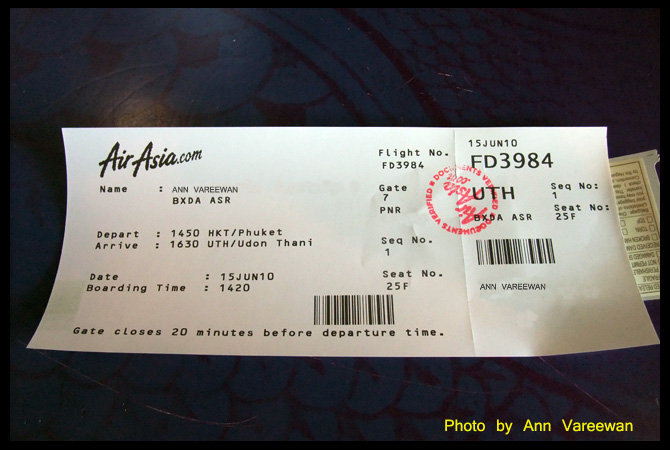 AirAsia.com
Name : ANN VAREEWAN
BXDA ASR
Depart : 1450 HKT/Phuket
Arrive : 1630 UTH/Udon Thani
Date : 15JUN10
Boarding Time : 1420
Gate closes 20 minutes before departure time.
Flight No.
FD3984
Gate
7
PNR
Seq No.
1
Seat No.
25F
15JUN10
FD3984
UTH
BXDA ASR
Seq No:
1
Seat No:
25F
ANN VAREEWAN
DOCUMENTS VERIFIED
Photo by Ann Vareewan